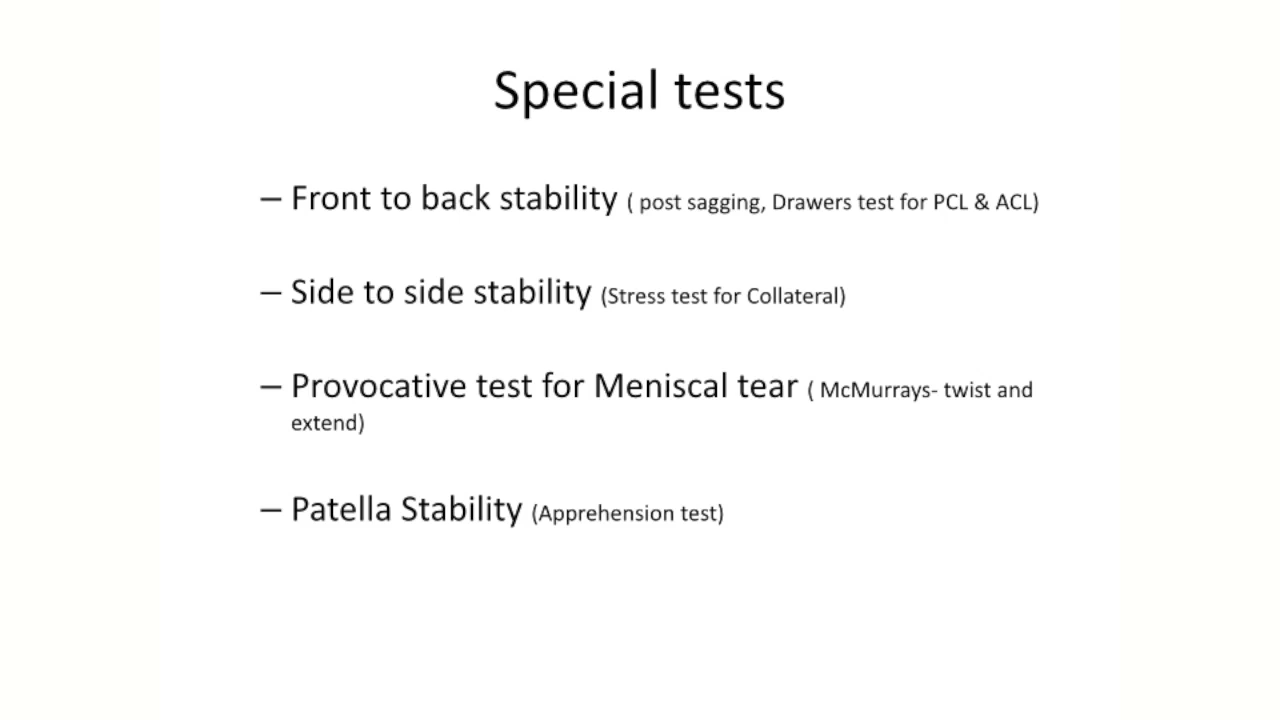 Special tests
– Front to back stability ( post sagging, Drawers test for PCL & ACL)
– Side to side stability (Stress test for Collateral)
– Provocative test for Meniscal tear ( McMurrays- twist and
extend)
– Patella Stability (Apprehension test)